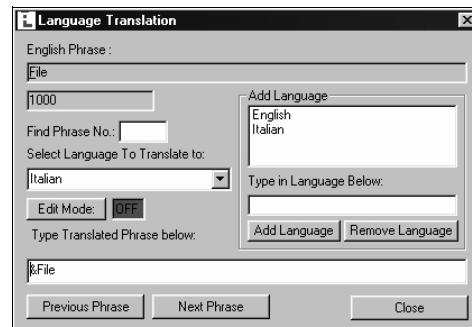 Language Translation
English Phrase :
File
1000
Find Phrase No.:
Select Language To Translate to:
Italian
Edit Mode: OFF
Type Translated Phrase below:
Add Language
English
Italian
Type in Language Below:
Add Language Remove Language
&File
Previous Phrase Next Phrase Close